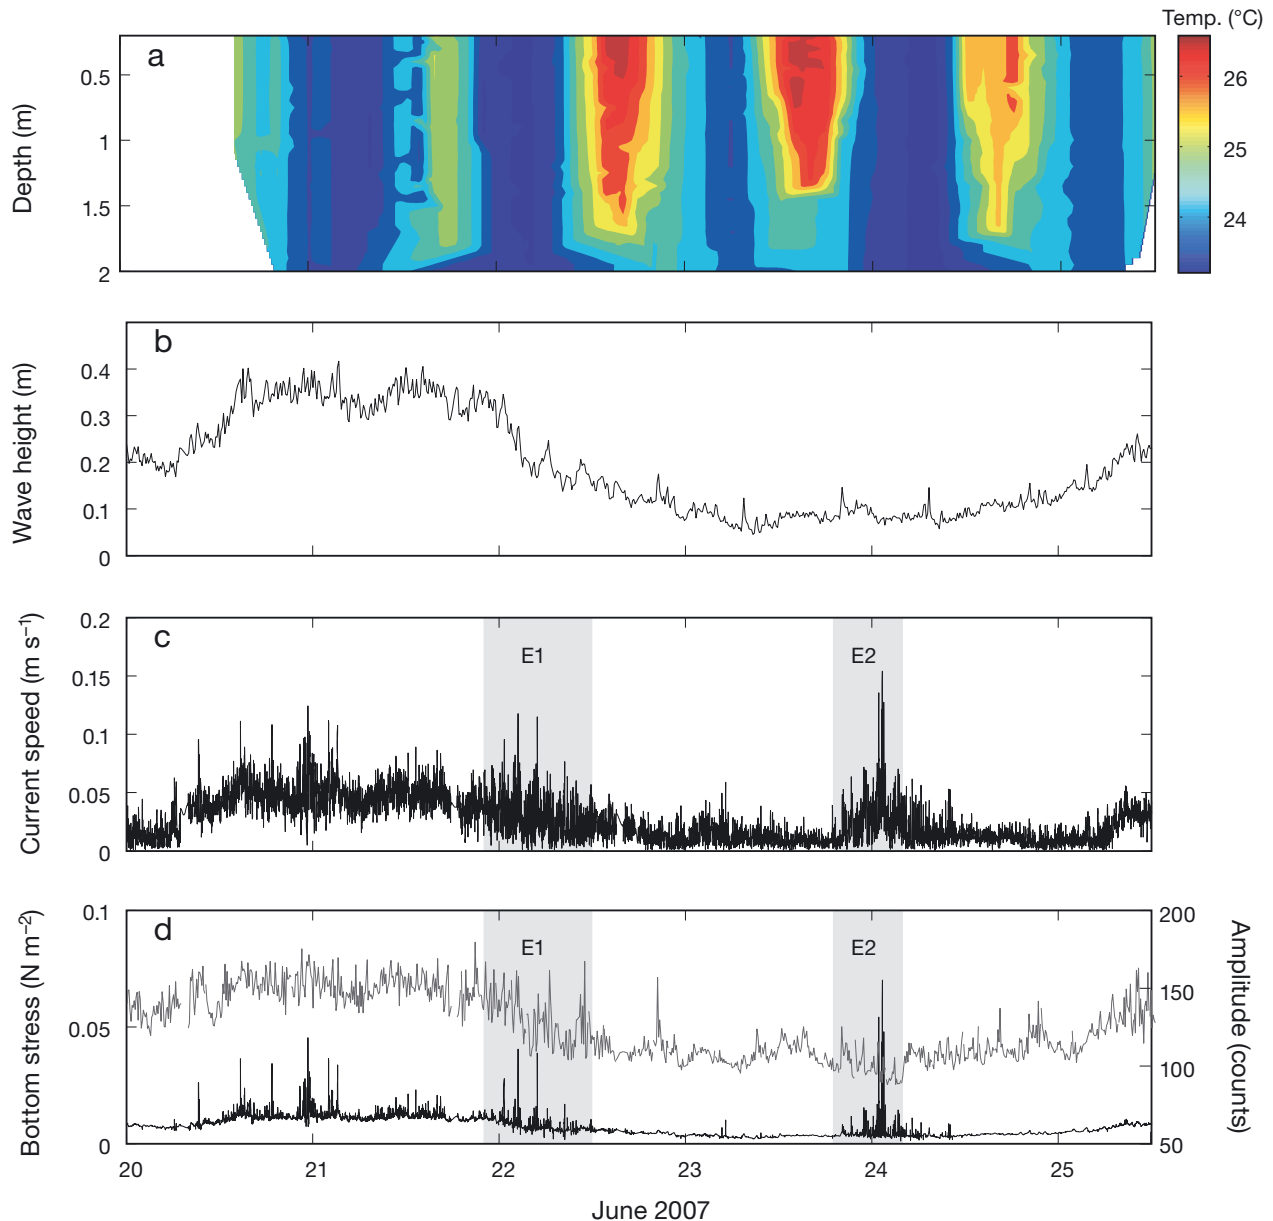 Temp. (°C)
a
0.5
1
1.5
2
Depth (m)
26
25
24
b
0.4
0.3
0.2
0.1
0
Wave height (m)
c
0.2
0.15
0.1
0.05
0
Current speed (m s–1)
E1
E2
d
0.1
0.05
0
Bottom stress (N m–2)
E1
E2
200
150
100
50
Amplitude (counts)
20
21
22
23
24
25
June 2007